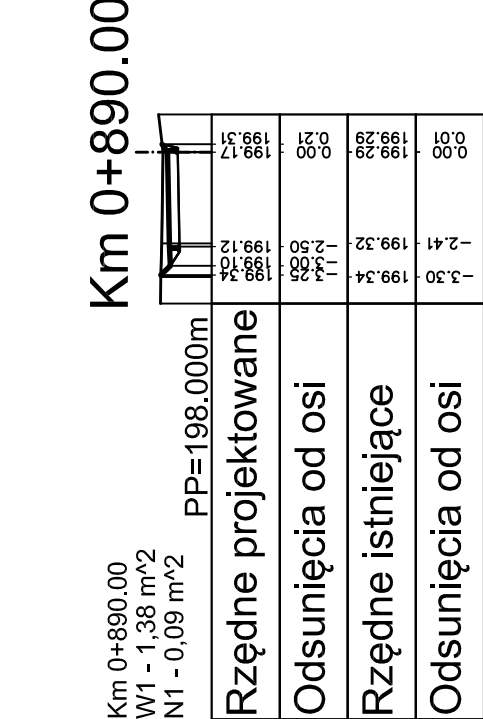 Km 0+890.00
Km 0+890.00
W1 - 1,38 m^2
N1 - 0,09 m^2
PP=198.000m
Rzędne projektowane 199.34 199.10 199.12 199.17 199.31
Odsunięcia od osi -3.25 -3.00 -2.50 0.00 0.21
Rzędne istniejące 199.34 199.32 199.29 199.29
Odsunięcia od osi -3.30 -2.41 0.00 0.01